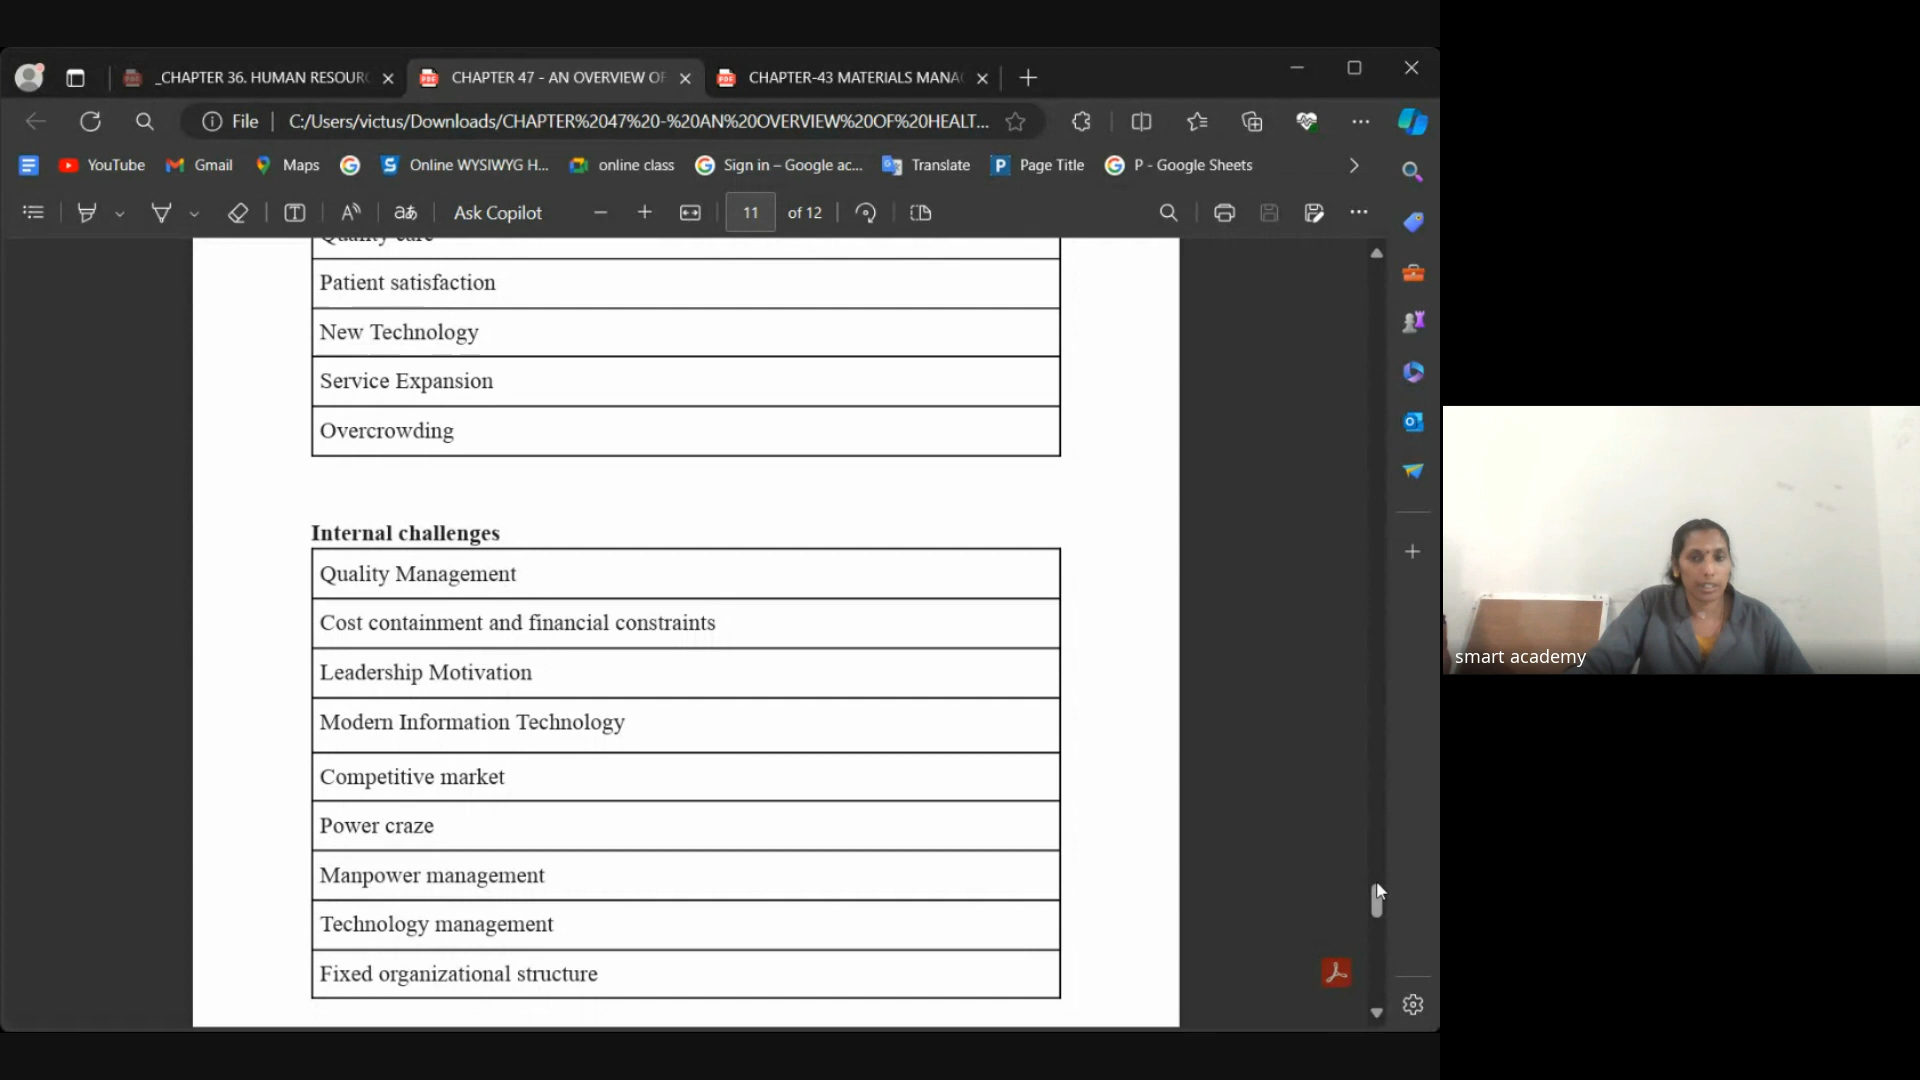 _CHAPTER 36. HUMAN RESOUR
CHAPTER 47 - AN OVERVIEW OF
CHAPTER-43 MATERIALS MANA
File
C:/Users/victus/Downloads/CHAPTER%2047%20-%20AN%20OVERVIEW%20OF%20HEALT...
YouTube
Gmail
Maps
Online WYSIWYG H...
online class
Sign in – Google ac...
Translate
Page Title
P - Google Sheets
Ask Copilot
11 of 12
Quality care
Patient satisfaction
New Technology
Service Expansion
Overcrowding
Internal challenges
Quality Management
Cost containment and financial constraints
Leadership Motivation
Modern Information Technology
Competitive market
Power craze
Manpower management
Technology management
Fixed organizational structure
smart academy